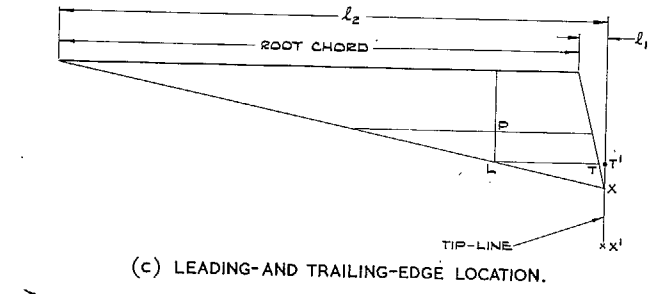 ℓ₂
ROOT CHORD
ℓ₁
P
L
T
T'
X
TIP-LINE
X'
(c) LEADING-AND TRAILING-EDGE LOCATION.